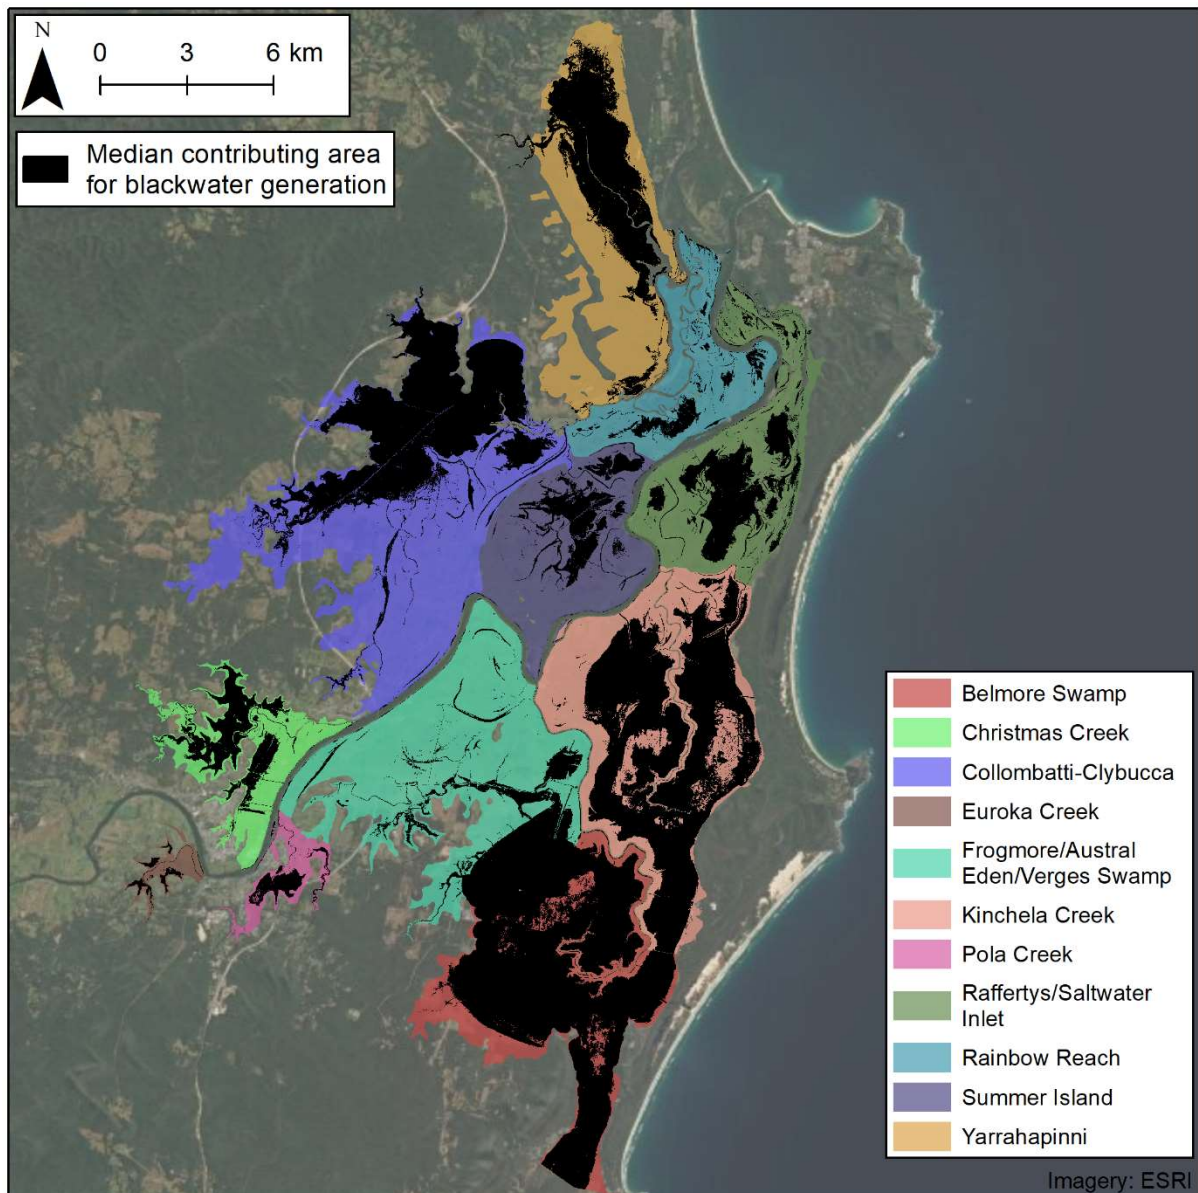 N
0 3 6 km
Median contributing area
for blackwater generation
Belmore Swamp
Christmas Creek
Collombatti-Clybucca
Euroka Creek
Frogmore/Austral
Eden/Verges Swamp
Kinchela Creek
Pola Creek
Raffertys/Saltwater
Inlet
Rainbow Reach
Summer Island
Yarrahapinni
Imagery: ESRI